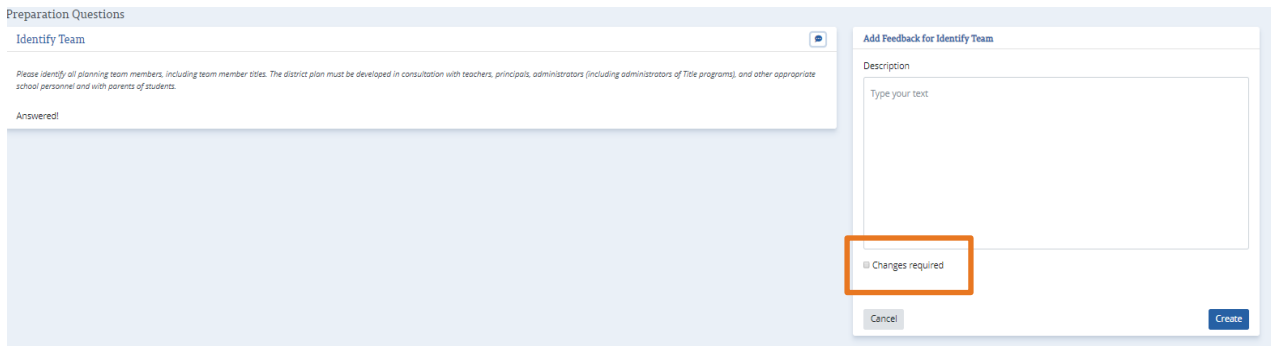 Preparation Questions
Identify Team
Please identify all planning team members, including team member titles. The district plan must be developed in consultation with teachers, principals, administrators (including administrators of Title programs), and other appropriate
school personnel and with parents of students.
Answered!
Add Feedback for Identify Team
Description
Type your text
Changes required
Cancel
Create